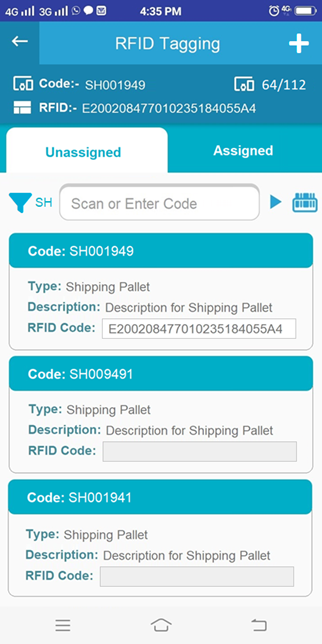 4G 3G 4:35 PM 4G
RFID Tagging
Code:- SH001949 64/112
RFID:- E200208477010235184055A4
Unassigned Assigned
SH Scan or Enter Code
Code: SH001949
Type: Shipping Pallet
Description: Description for Shipping Pallet
RFID Code: E200208477010235184055A4
Code: SH009491
Type: Shipping Pallet
Description: Description for Shipping Pallet
RFID Code:
Code: SH001941
Type: Shipping Pallet
Description: Description for Shipping Pallet
RFID Code: